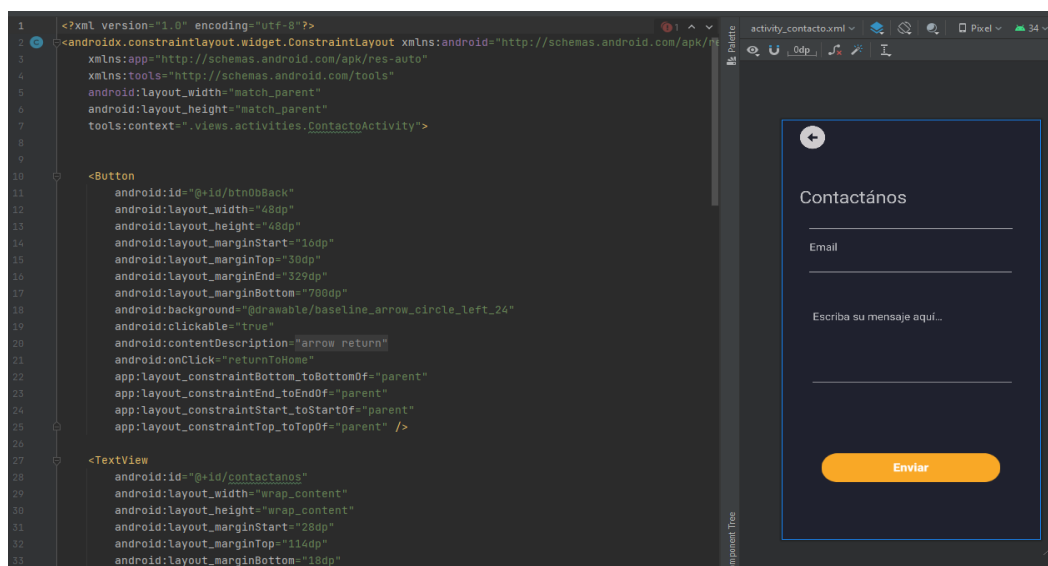 1 <?xml version="1.0" encoding="utf-8"?>
2 <androidx.constraintlayout.widget.ConstraintLayout xmlns:android="http://schemas.android.com/apk/re
3 xmlns:app="http://schemas.android.com/apk/res-auto"
4 xmlns:tools="http://schemas.android.com/tools"
5 android:layout_width="match_parent"
6 android:layout_height="match_parent"
7 tools:context=".views.activities.ContactoActivity">
8
9
10 <Button
11 android:id="@+id/btnObBack"
12 android:layout_width="48dp"
13 android:layout_height="48dp"
14 android:layout_marginStart="16dp"
15 android:layout_marginTop="30dp"
16 android:layout_marginEnd="329dp"
17 android:layout_marginBottom="700dp"
18 android:background="@drawable/baseline_arrow_circle_left_24"
19 android:clickable="true"
20 android:contentDescription="arrow return"
21 android:onClick="returnToHome"
22 app:layout_constraintBottom_toBottomOf="parent"
23 app:layout_constraintEnd_toEndOf="parent"
24 app:layout_constraintStart_toStartOf="parent"
25 app:layout_constraintTop_toTopOf="parent" />
26
27 <TextView
28 android:id="@+id/contactanos"
29 android:layout_width="wrap_content"
30 android:layout_height="wrap_content"
31 android:layout_marginStart="28dp"
32 android:layout_marginTop="114dp"
33 android:layout_marginBottom="18dp"
1
Palette
activity_contacto.xml
Pixel
34
0dp
Contactános
Email
Escriba su mensaje aquí...
Enviar
Tree